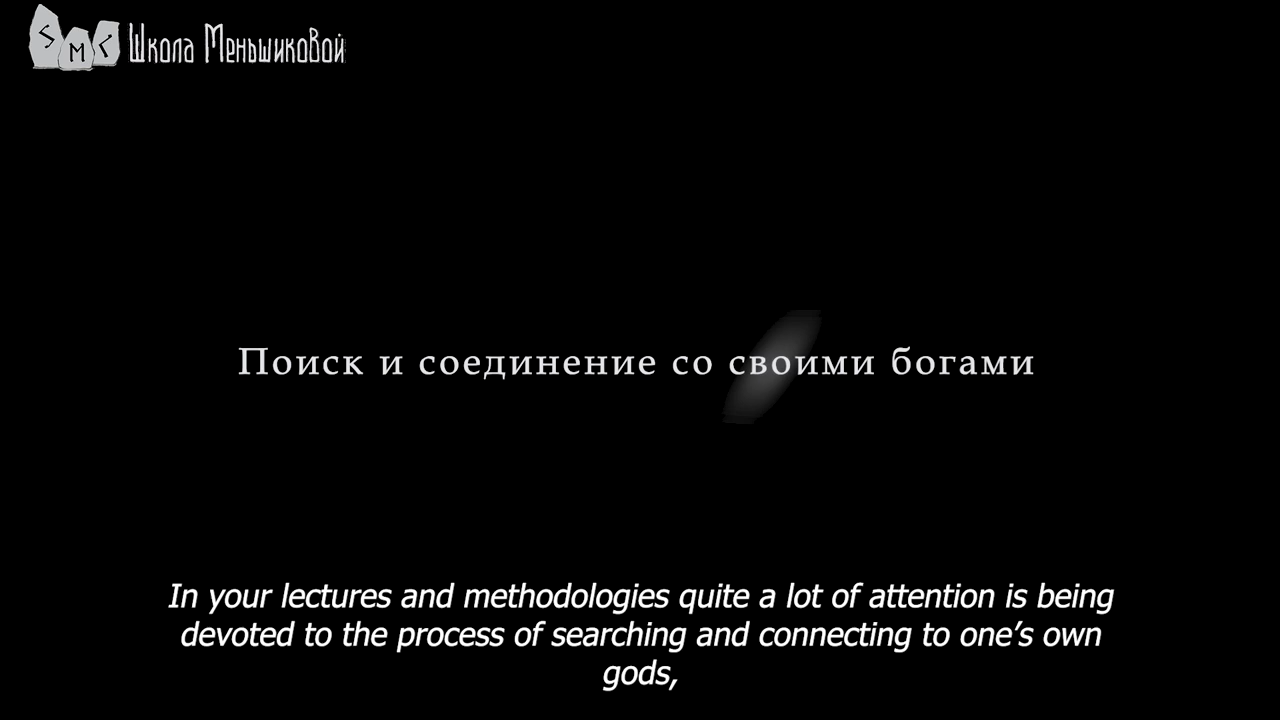 SMS Школа Меньшиковой
Поиск и соединение со своими богами
In your lectures and methodologies quite a lot of attention is being
devoted to the process of searching and connecting to one’s own
gods,